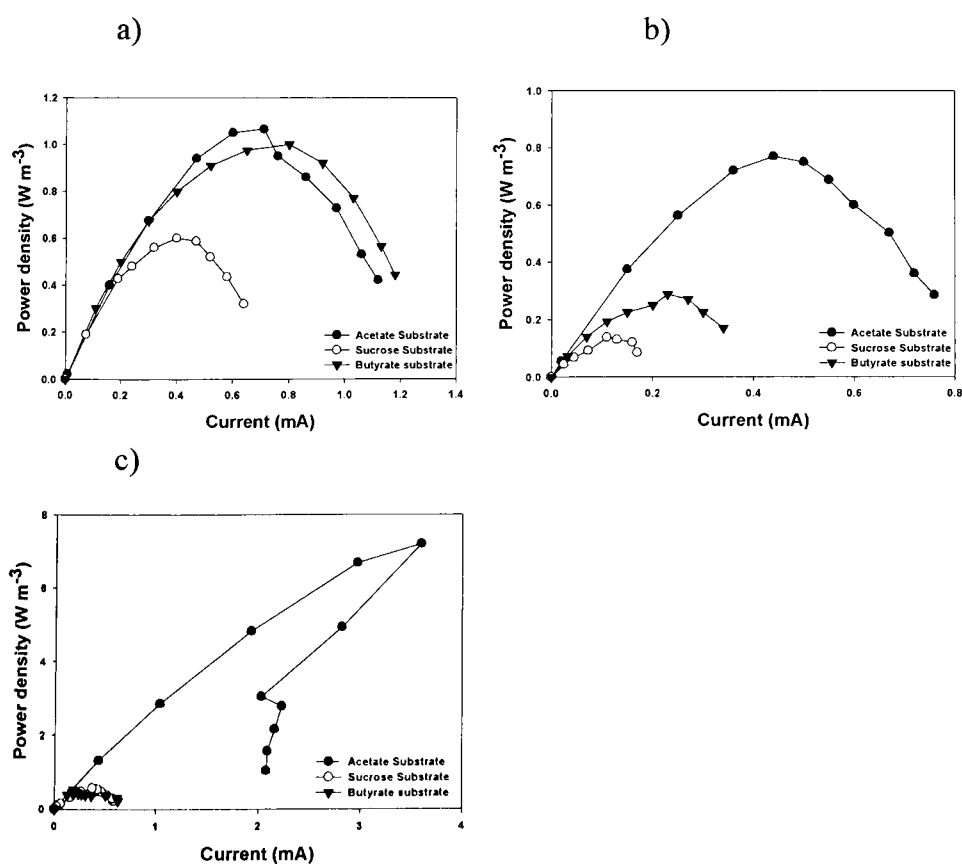 a)
Power density (W m-3)
1.2
1.0
0.8
0.6
0.4
0.2
0.0
Acetate Substrate
Sucrose Substrate
Butyrate substrate
0.0 0.2 0.4 0.6 0.8 1.0 1.2 1.4
Current (mA)
b)
Power density (W m-3)
1.0
0.8
0.6
0.4
0.2
0.0
Acetate Substrate
Sucrose Substrate
Butyrate substrate
0.0 0.2 0.4 0.6 0.8
Current (mA)
c)
Power density (W m-3)
8
6
4
2
0
Acetate Substrate
Sucrose Substrate
Butyrate substrate
0 1 2 3 4
Current (mA)